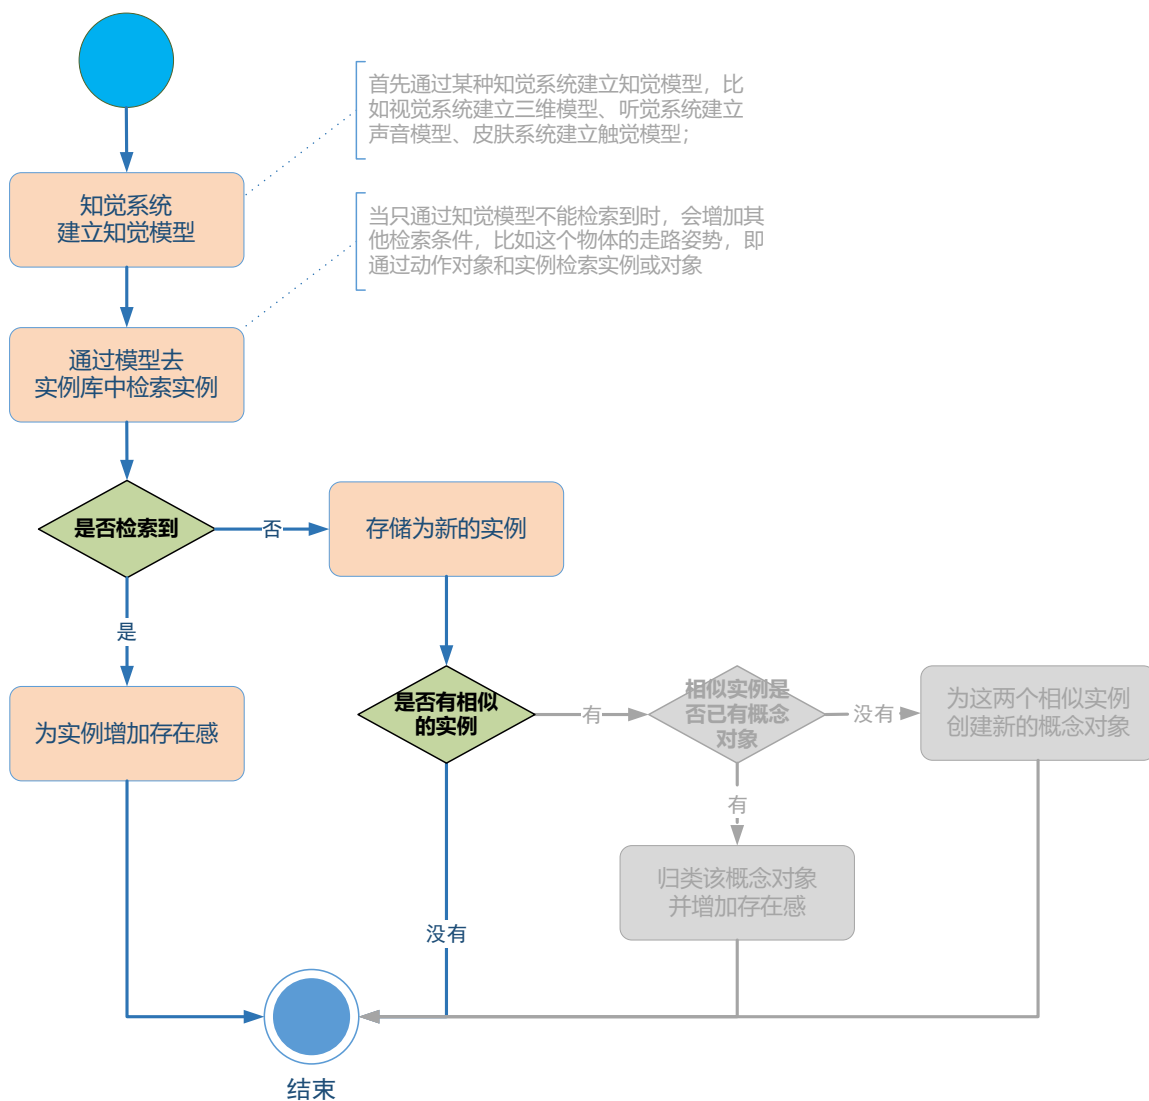 首先通过某种知觉系统建立知觉模型，比
如视觉系统建立三维模型、听觉系统建立
声音模型、皮肤系统建立触觉模型；
知觉系统
建立知觉模型
当只通过知觉模型不能检索到时，会增加其
他检索条件，比如这个物体的走路姿势，即
通过动作对象和实例检索实例或对象
通过模型去
实例库中检索实例
是否检索到
否
存储为新的实例
是
为实例增加存在感
是否有相似
的实例
有
相似实例是
否已有概念
对象
没有
为这两个相似实例
创建新的概念对象
有
归类该概念对象
并增加存在感
没有
结束